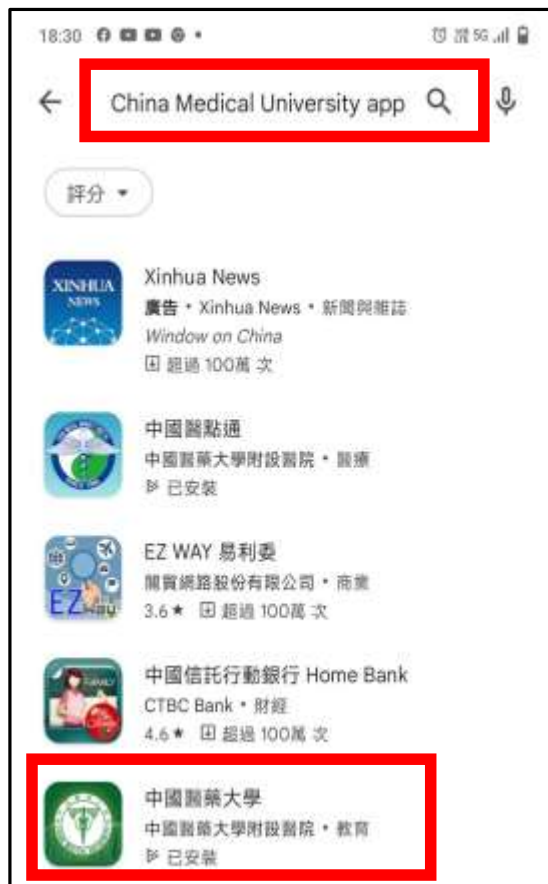 18:30
5G
China Medical University app
評分
XINHUA
NEWS
Xinhua News
廣告 • Xinhua News • 新聞與雜誌
Window on China
超過 100萬 次
中國醫點通
中國醫藥大學附設醫院 • 醫療
已安裝
EZ Way
EZ WAY 易利委
關貿網路股份有限公司 • 商業
3.6★ 超過 100萬 次
中國信託行動銀行 Home Bank
CTBC Bank • 財經
4.6★ 超過 100萬 次
中國醫藥大學
中國醫藥大學附設醫院 • 教育
已安裝